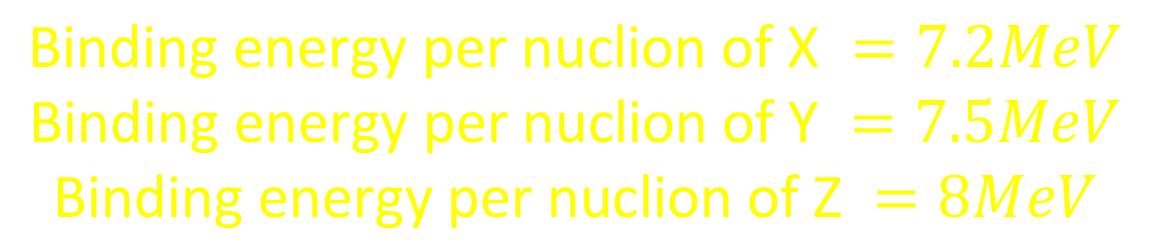 Binding energy per nuclion of X = 7.2MeV
Binding energy per nuclion of Y = 7.5MeV
Binding energy per nuclion of Z = 8MeV